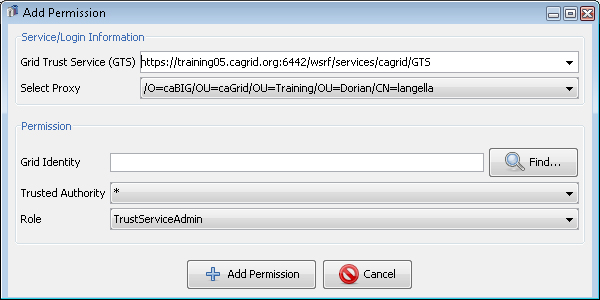 Add Permission
Service/Login Information
Grid Trust Service (GTS) https://training05.cagrid.org:6442/wsrf/services/cagrid/GTS
Select Proxy /O=caBIG/OU=caGrid/OU=Training/OU=Dorian/CN=langella
Permission
Grid Identity Find...
Trusted Authority *
Role TrustServiceAdmin
Add Permission Cancel